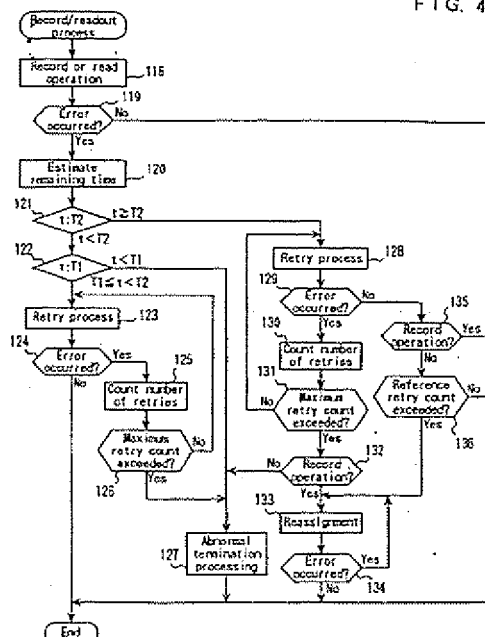 FIG. 4
Record/readout
process
Record or read
operation
118
119
Error
occurred?
No
Yes
Estimate
remaining time
120
121
t:T2
t≧T2
t<T2
122
t:T1
t<T1
T1≦t<T2
Retry process
123
124
Error
occurred?
Yes
No
125
Count number
of retries
Maximum
retry count
exceeded?
No
126
Yes
Abnormal
termination
processing
127
Retry process
128
129
Error
occurred?
No
Yes
130
Count number
of retries
131
Maximum
retry count
exceeded?
No
Yes
132
Record
operation?
No
Yes
133
Reassignment
Error
occurred?
Yes
134
No
135
Record
operation?
Yes
No
Reference
retry count
exceeded?
No
136
Yes
End